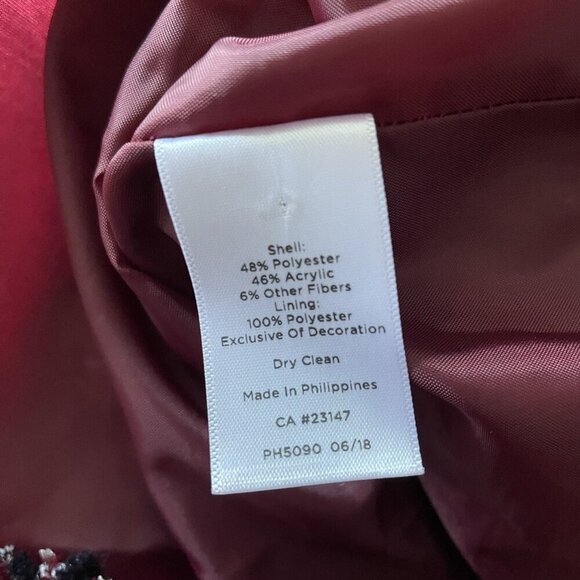 Shell:
48% Polyester
46% Acrylic
6% Other Fibers
Lining:
100% Polyester
Exclusive Of Decoration
Dry Clean
Made In Philippines
CA #23147
PH5090 06/18